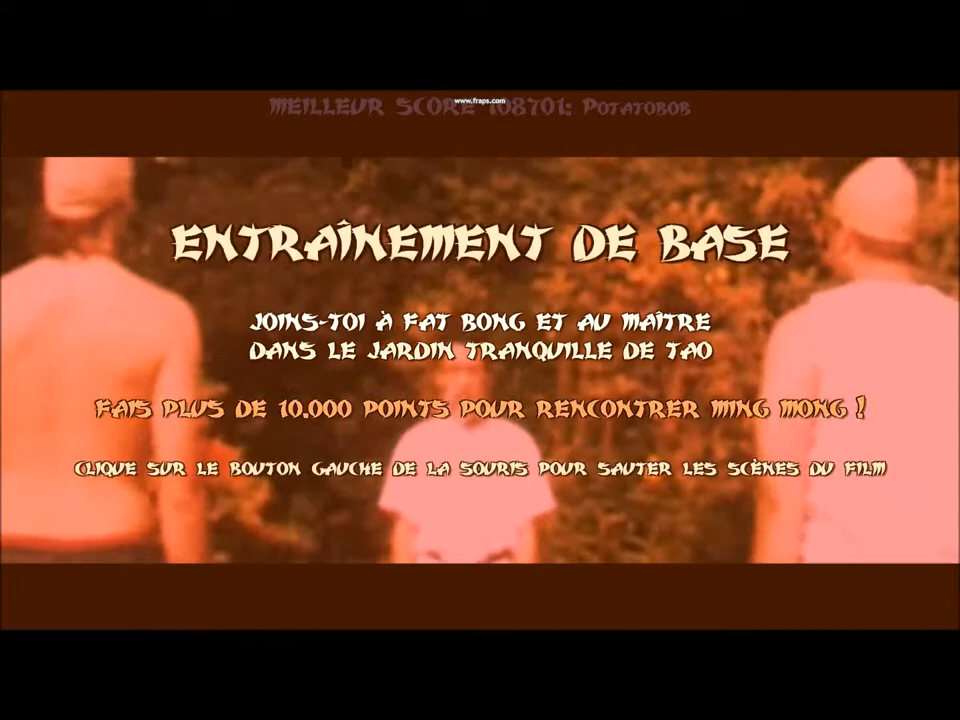 www.fraps.com
MEILLEUR SCORE 108701: POTATOBOB
ENTRAÎNEMENT DE BASE
JOINS-TOI À FAT BONG ET AU MAÎTRE
DANS LE JARDIN TRANQUILLE DE TAO
FAIS PLUS DE 10.000 POINTS POUR RENCONTRER MING MONG !
CLIQUE SUR LE BOUTON GAUCHE DE LA SOURIS POUR SAUTER LES SCÈNES DU FILM